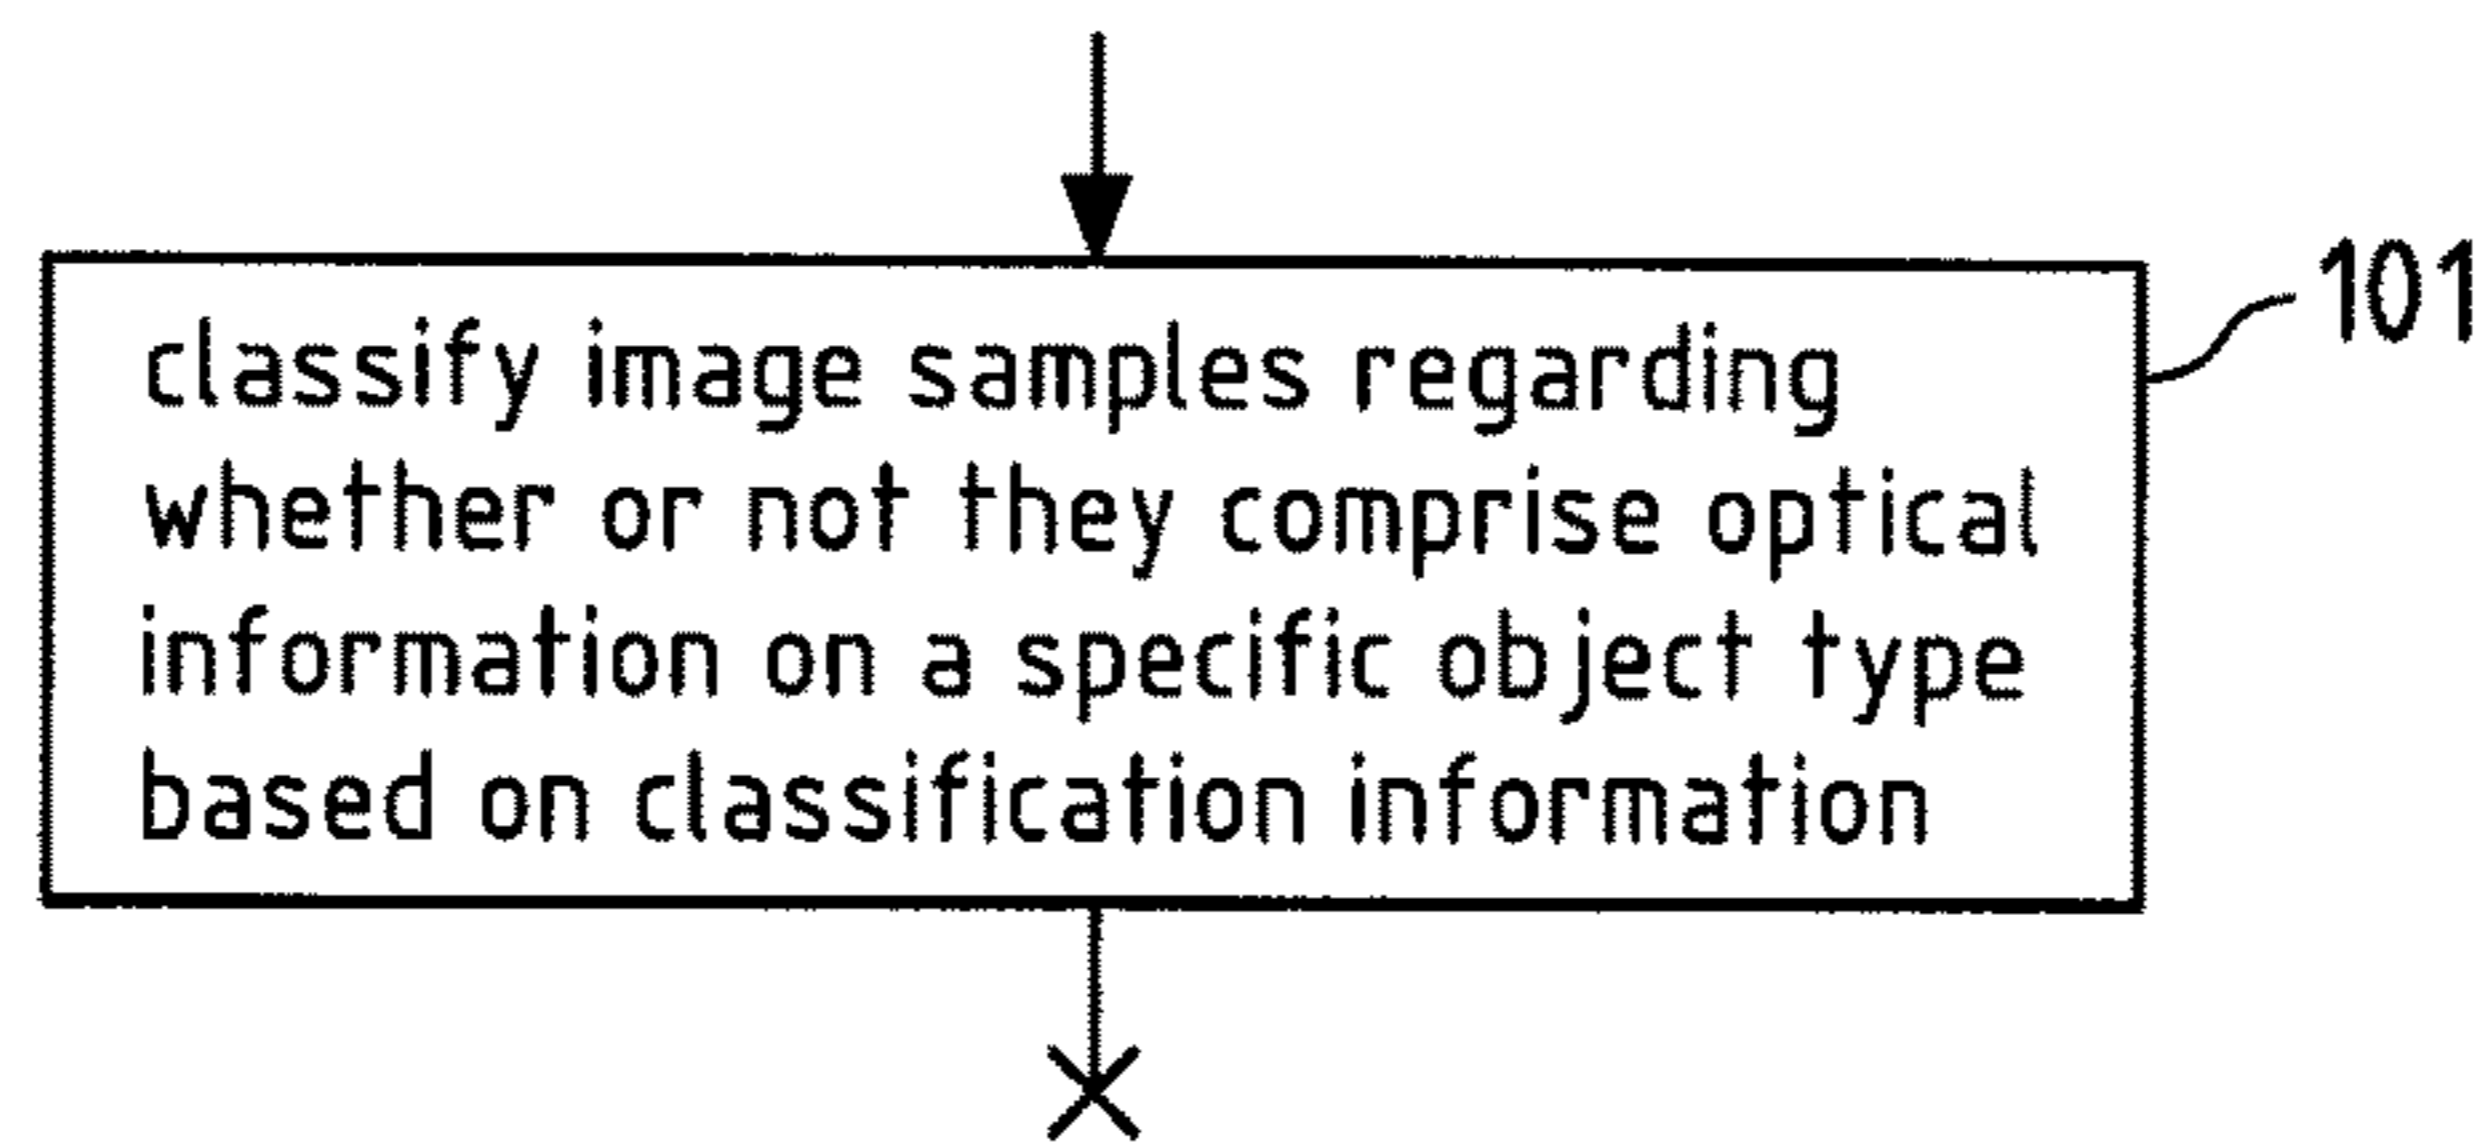 101
classify image samples regarding
whether or not they comprise optical
information on a specific object type
based on classification information